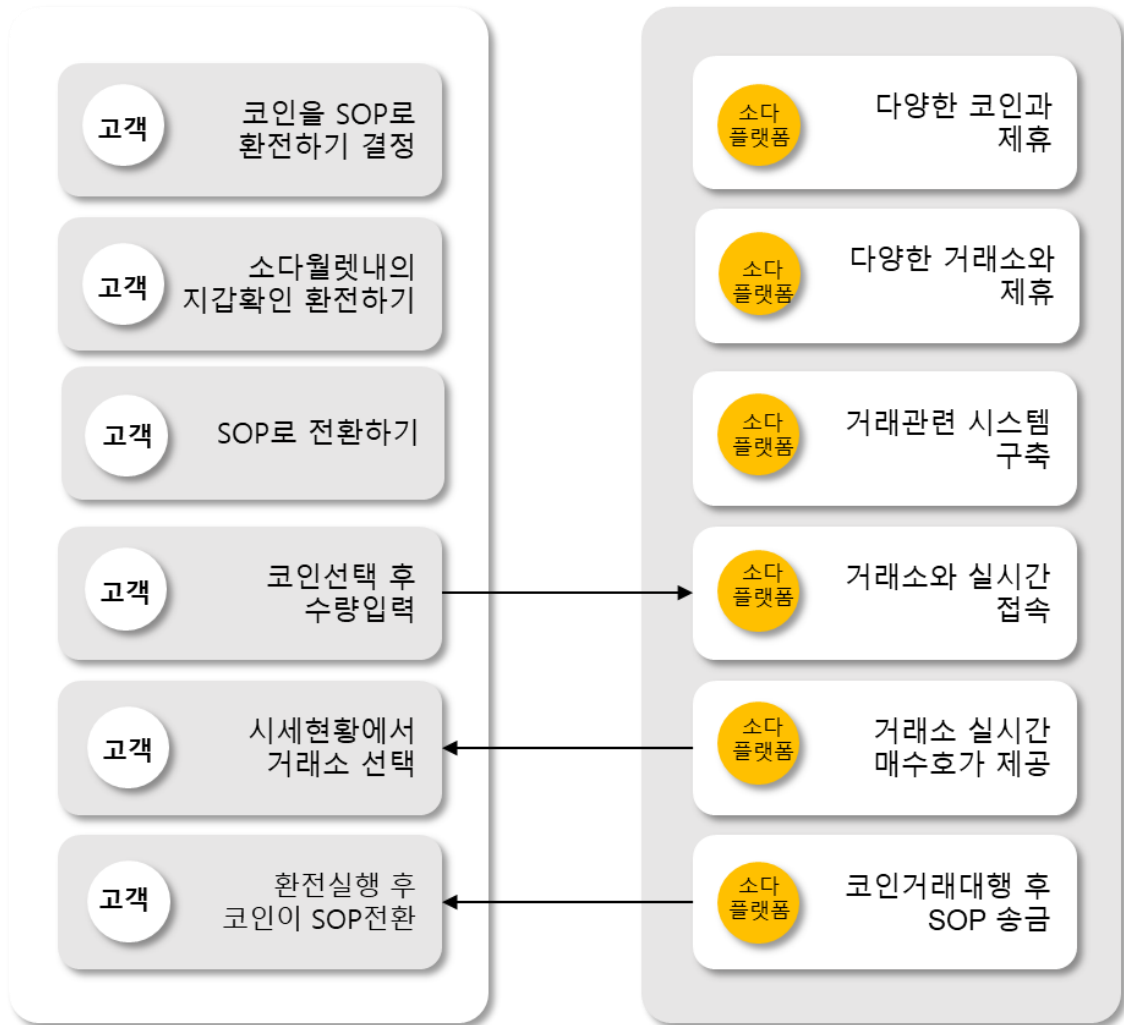 고객
코인을 SOP로
환전하기 결정
고객
소다월렛내의
지갑확인 환전하기
고객
SOP로 전환하기
고객
코인선택 후
수량입력
고객
시세현황에서
거래소 선택
고객
환전실행 후
코인이 SOP전환
소다
플랫폼
다양한 코인과
제휴
소다
플랫폼
다양한 거래소와
제휴
소다
플랫폼
거래관련 시스템
구축
소다
플랫폼
거래소와 실시간
접속
소다
플랫폼
거래소 실시간
매수호가 제공
소다
플랫폼
코인거래대행 후
SOP 송금